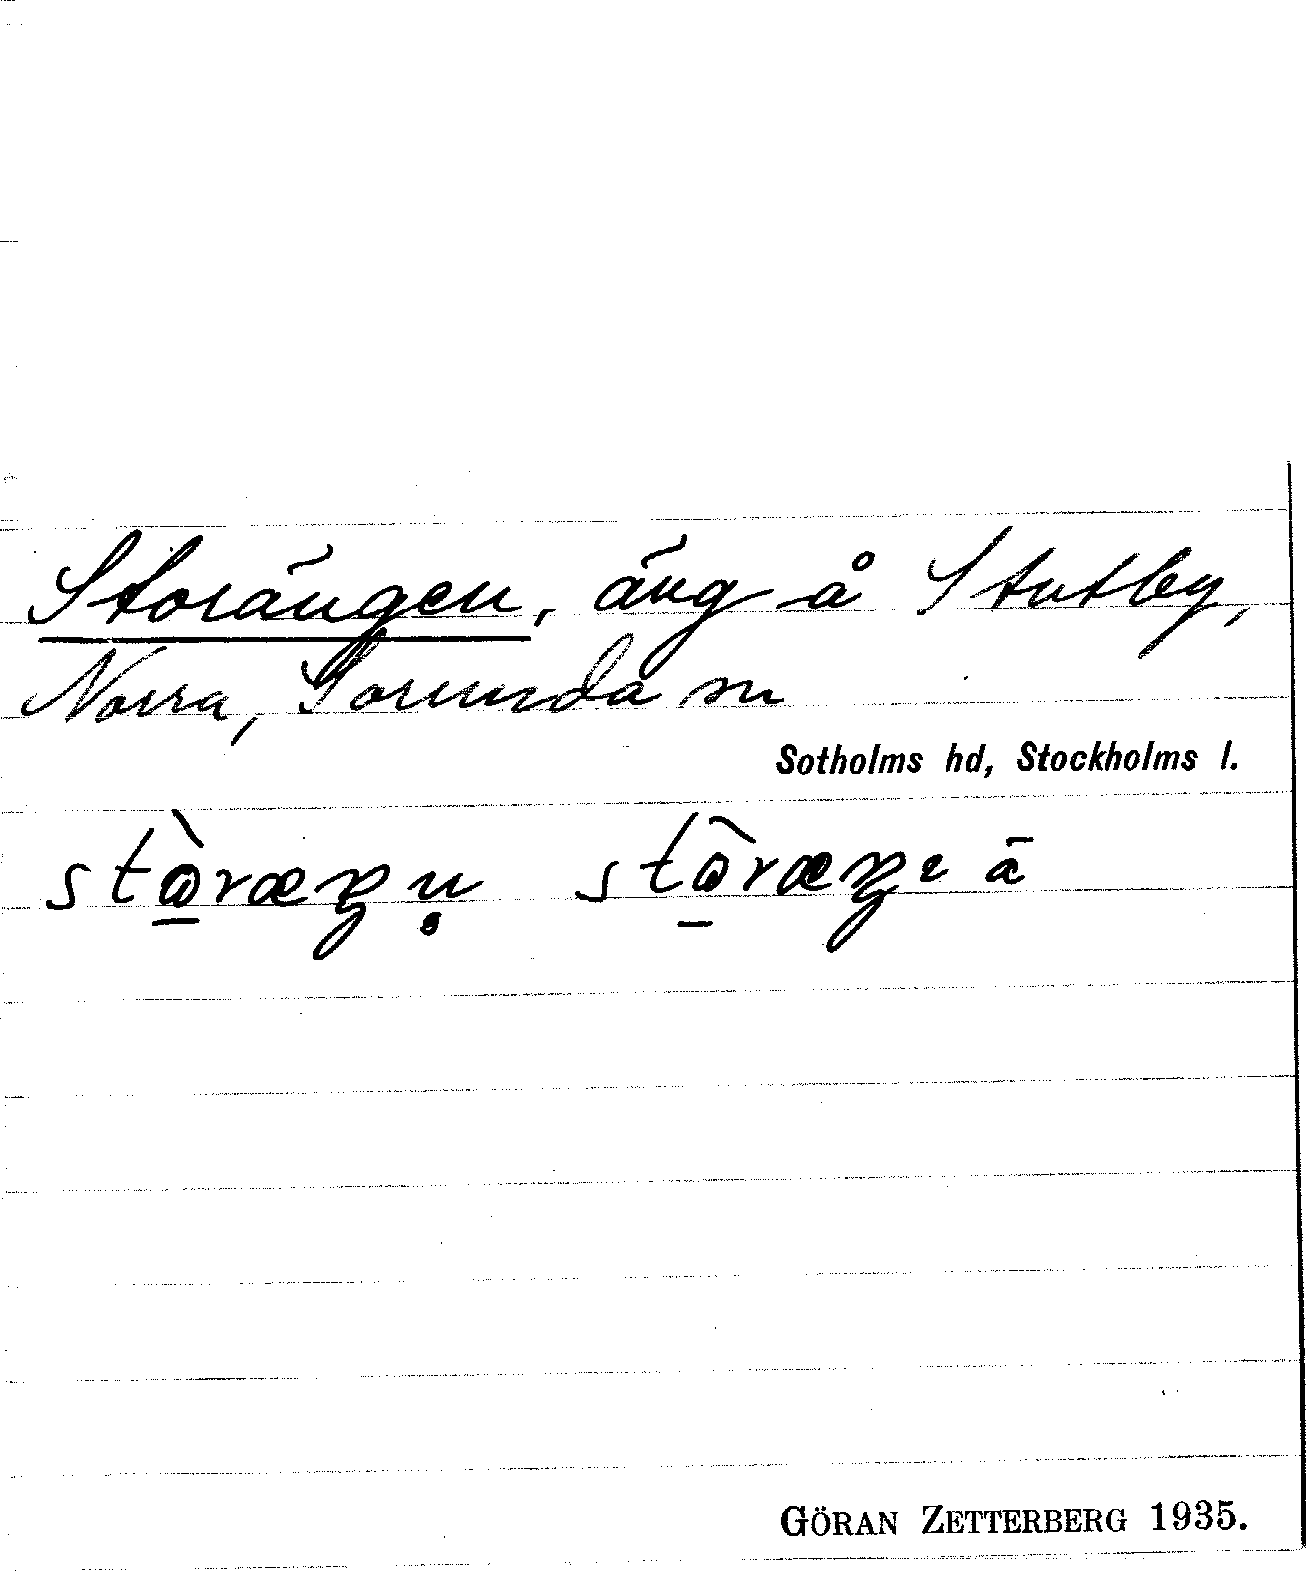 Storängen, äng å Stutby,
Norra, Sorunda sn
Sotholms hd, Stockholms l.
GÖRAN ZETTERBERG 1935.